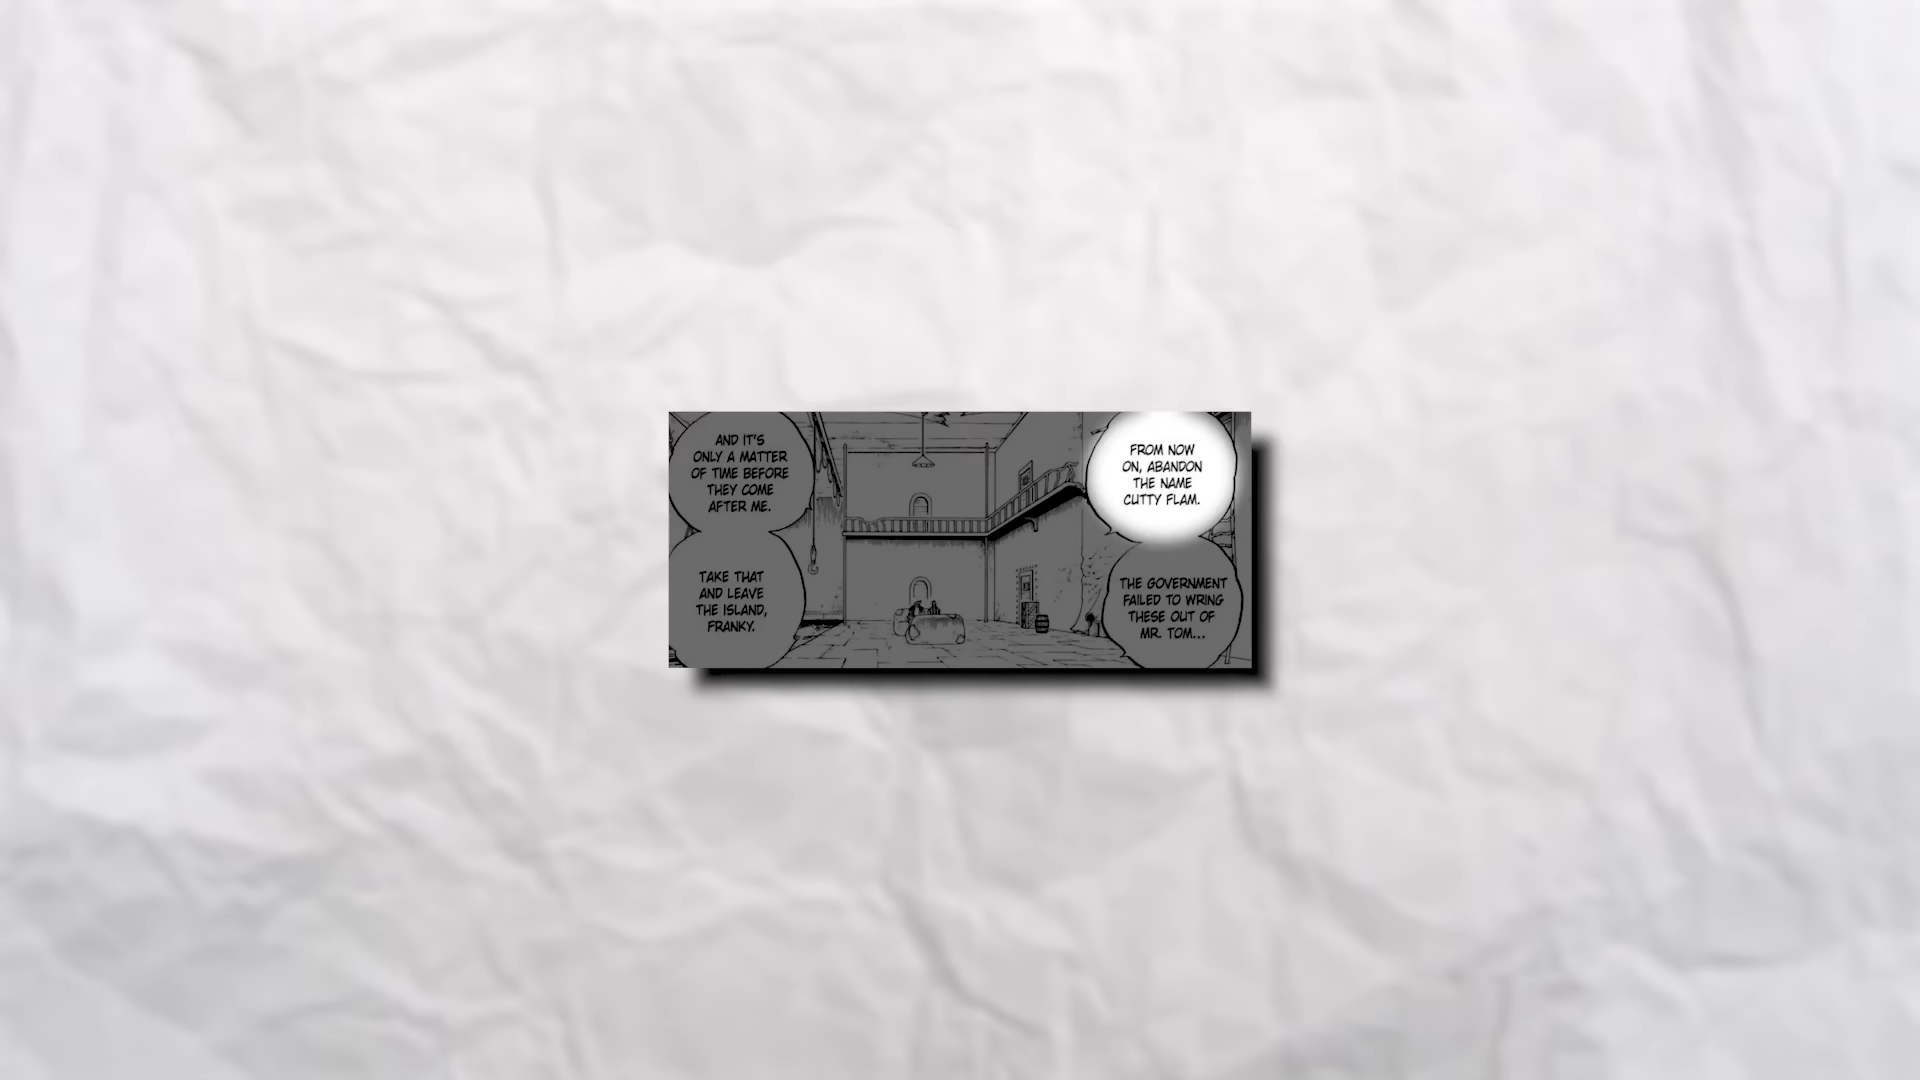 FROM NOW
ON, ABANDON
THE NAME
CUTTY FLAM.
THE GOVERNMENT
FAILED TO WRING
THESE OUT OF
MR. TOM...
AND IT'S
ONLY A MATTER
OF TIME BEFORE
THEY COME
AFTER ME.
TAKE THAT
AND LEAVE
THE ISLAND,
FRANKY.